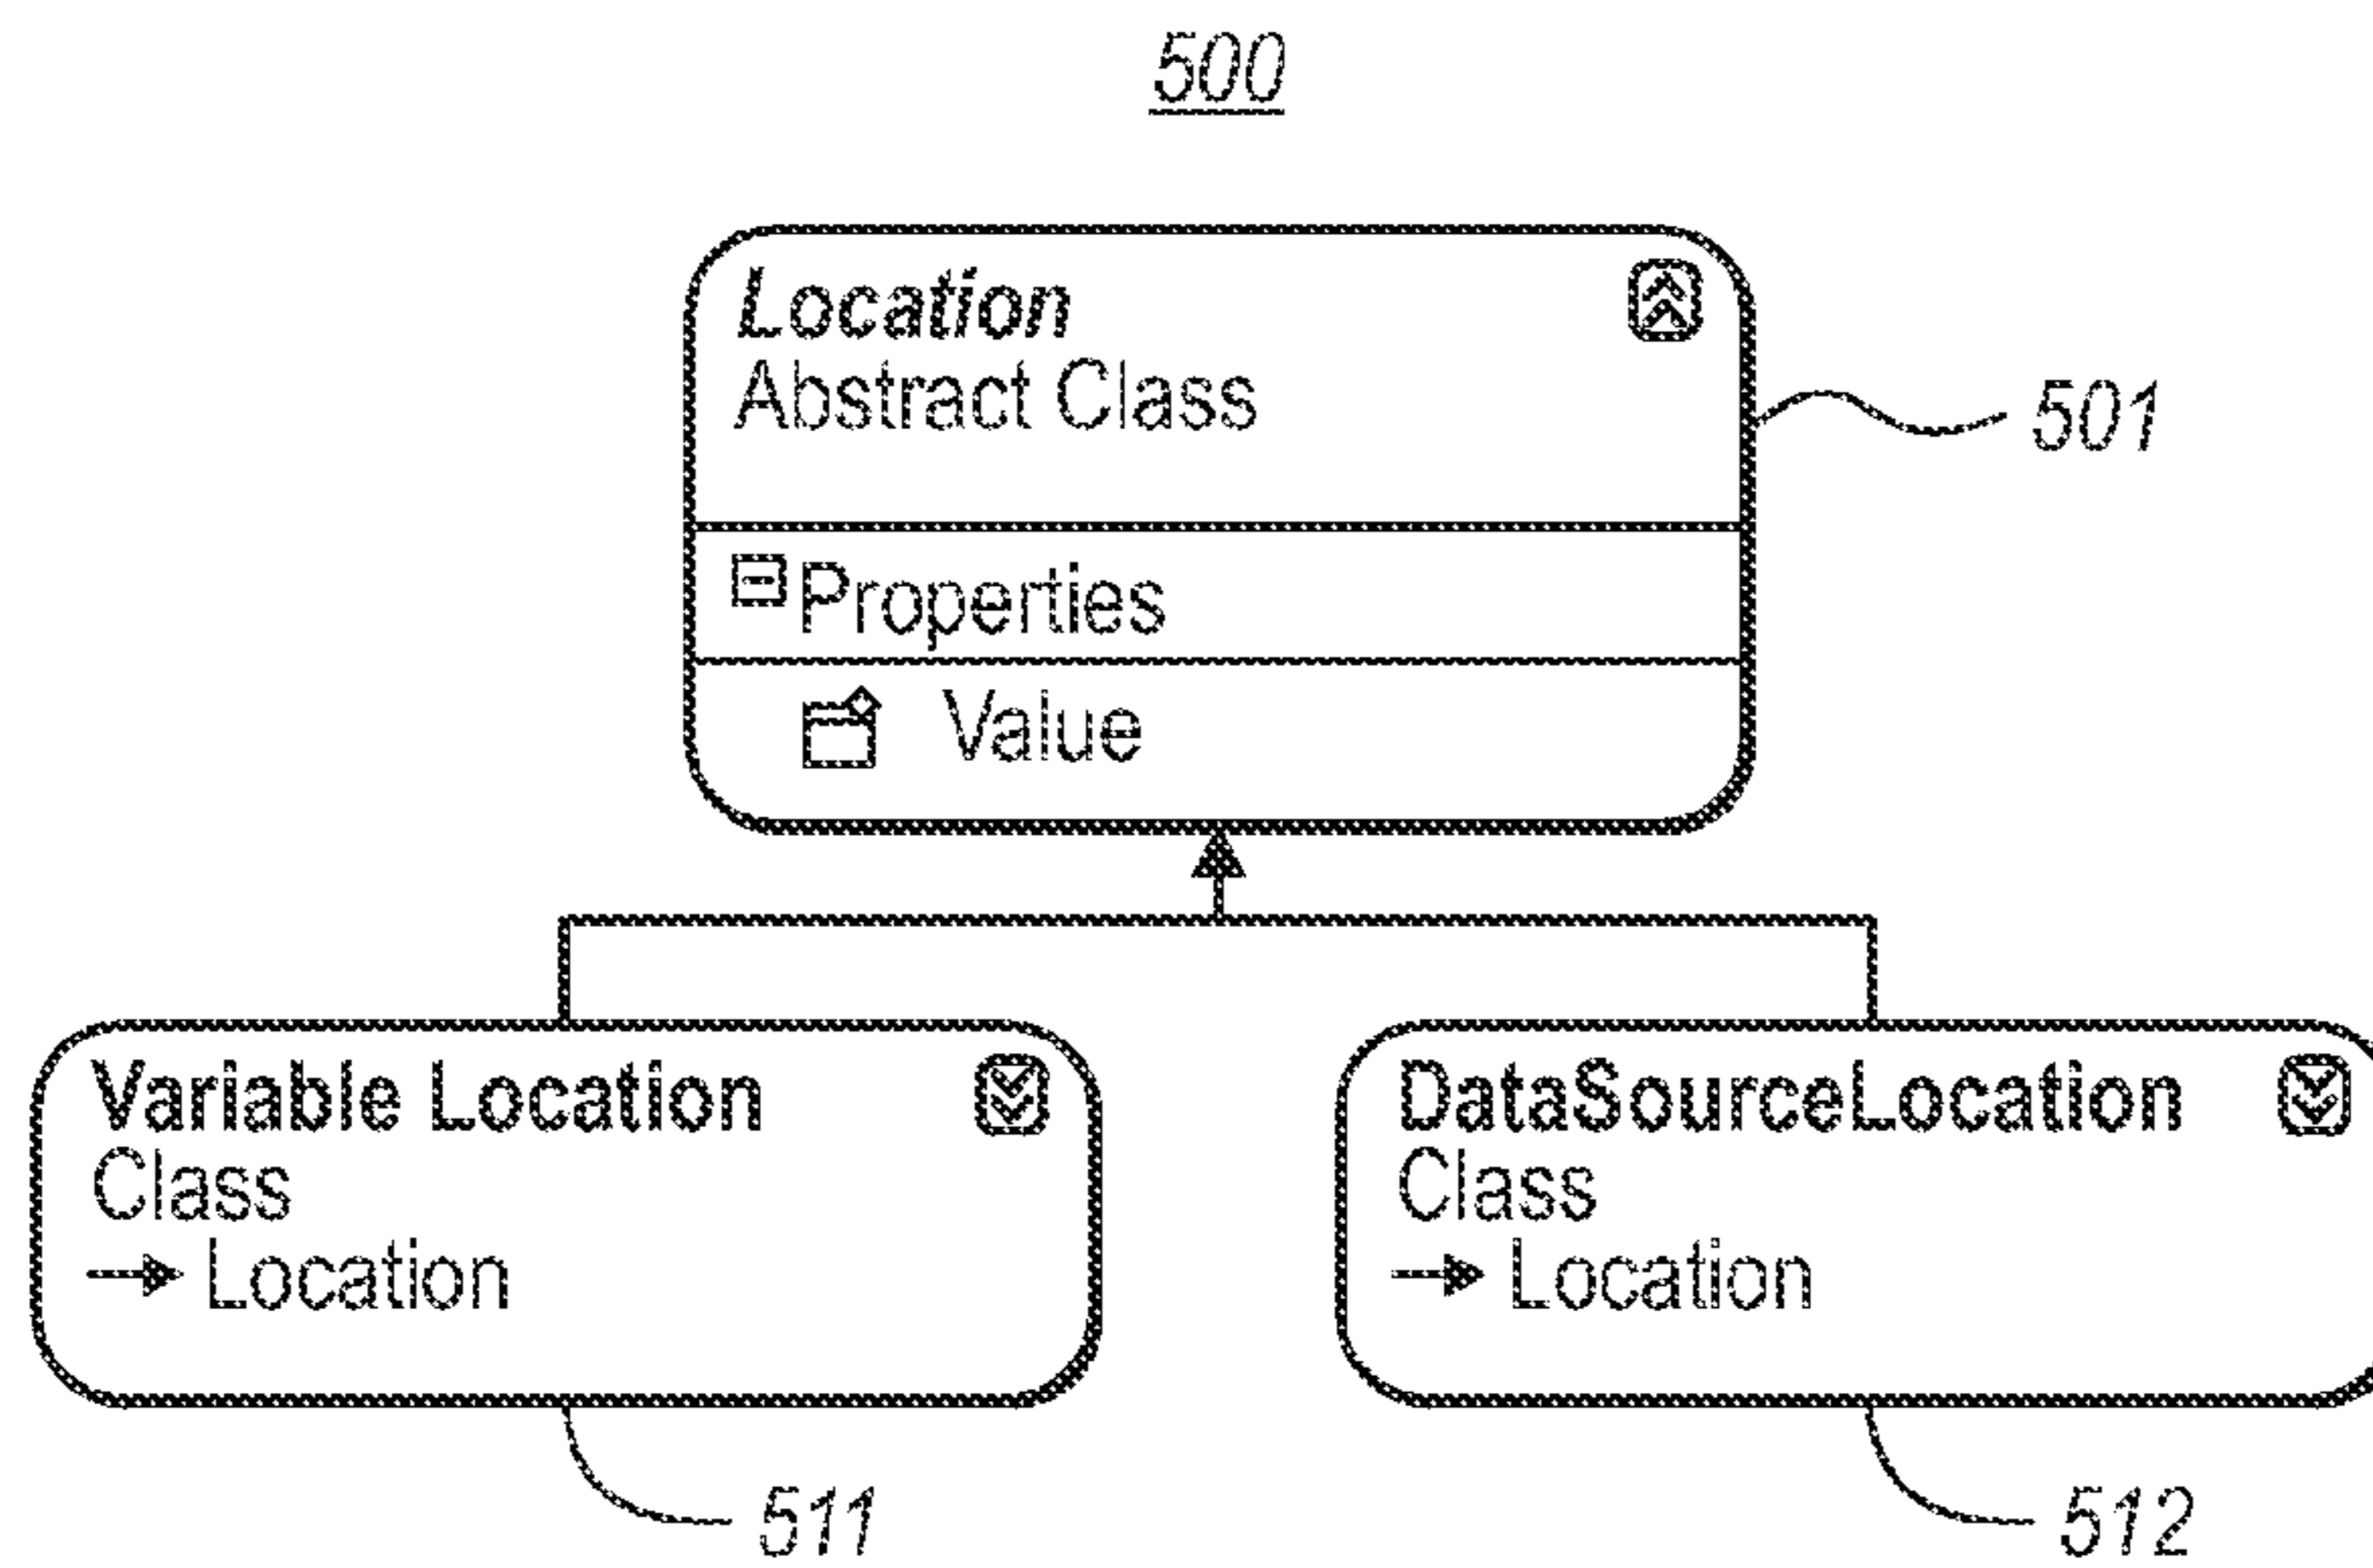 500
Location
Abstract Class
501
Properties
Value
Variable Location
Class
Location
511
DataSourceLocation
Class
Location
512